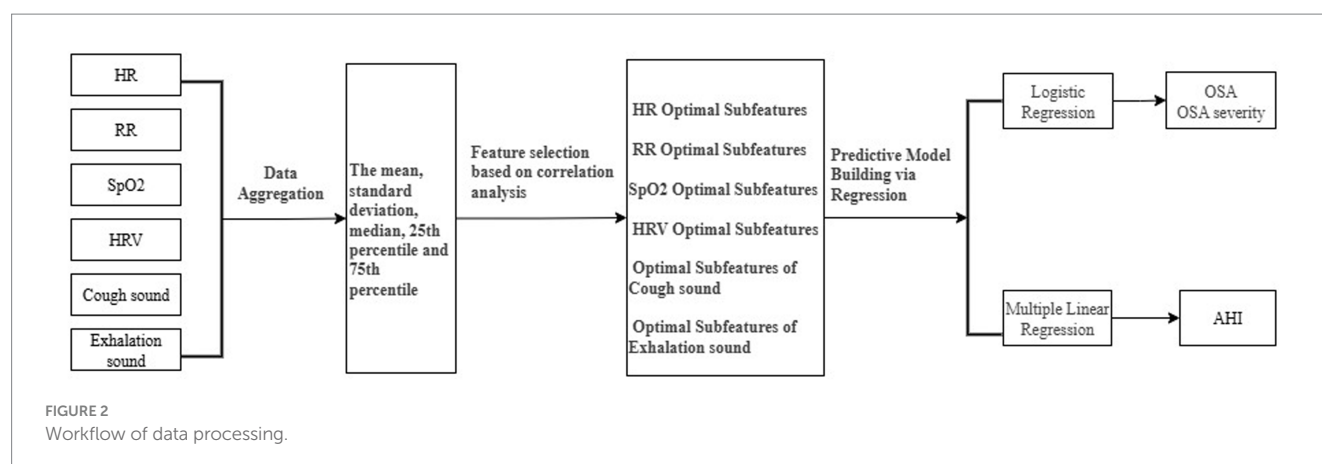 HR
RR
SpO2
HRV
Cough sound
Exhalation
sound
Data
Aggregation
The mean,
standard
deviation,
median, 25th
percentile and
75th
percentile
Feature selection
based on correlation
analysis
HR Optimal Subfeatures
RR Optimal Subfeatures
SpO2 Optimal Subfeatures
HRV Optimal Subfeatures
Optimal Subfeatures of
Cough sound
Optimal Subfeatures of
Exhalation sound
Predictive Model
Building via
Regression
Logistic
Regression
OSA
OSA severity
Multiple Linear
Regression
AHI
FIGURE 2
Workflow of data processing.